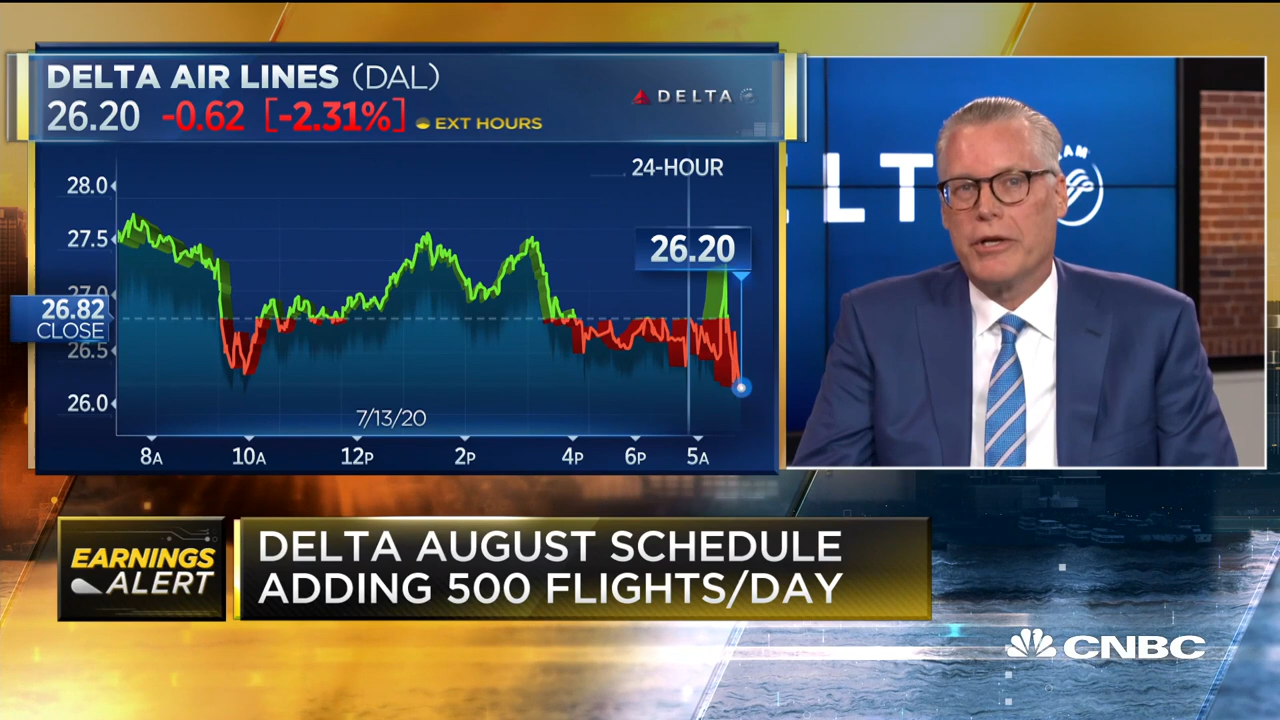 DELTA AIR LINES (DAL)
26.20 -0.62 [-2.31%] EXT HOURS
DELTA
24-HOUR
28.0
27.5
27.0
26.82
CLOSE
26.5
26.0
26.20
7/13/20
8A 10A 12P 2P 4P 6P 5A
ELT
AM
EARNINGS
ALERT
DELTA AUGUST SCHEDULE
ADDING 500 FLIGHTS/DAY
CNBC